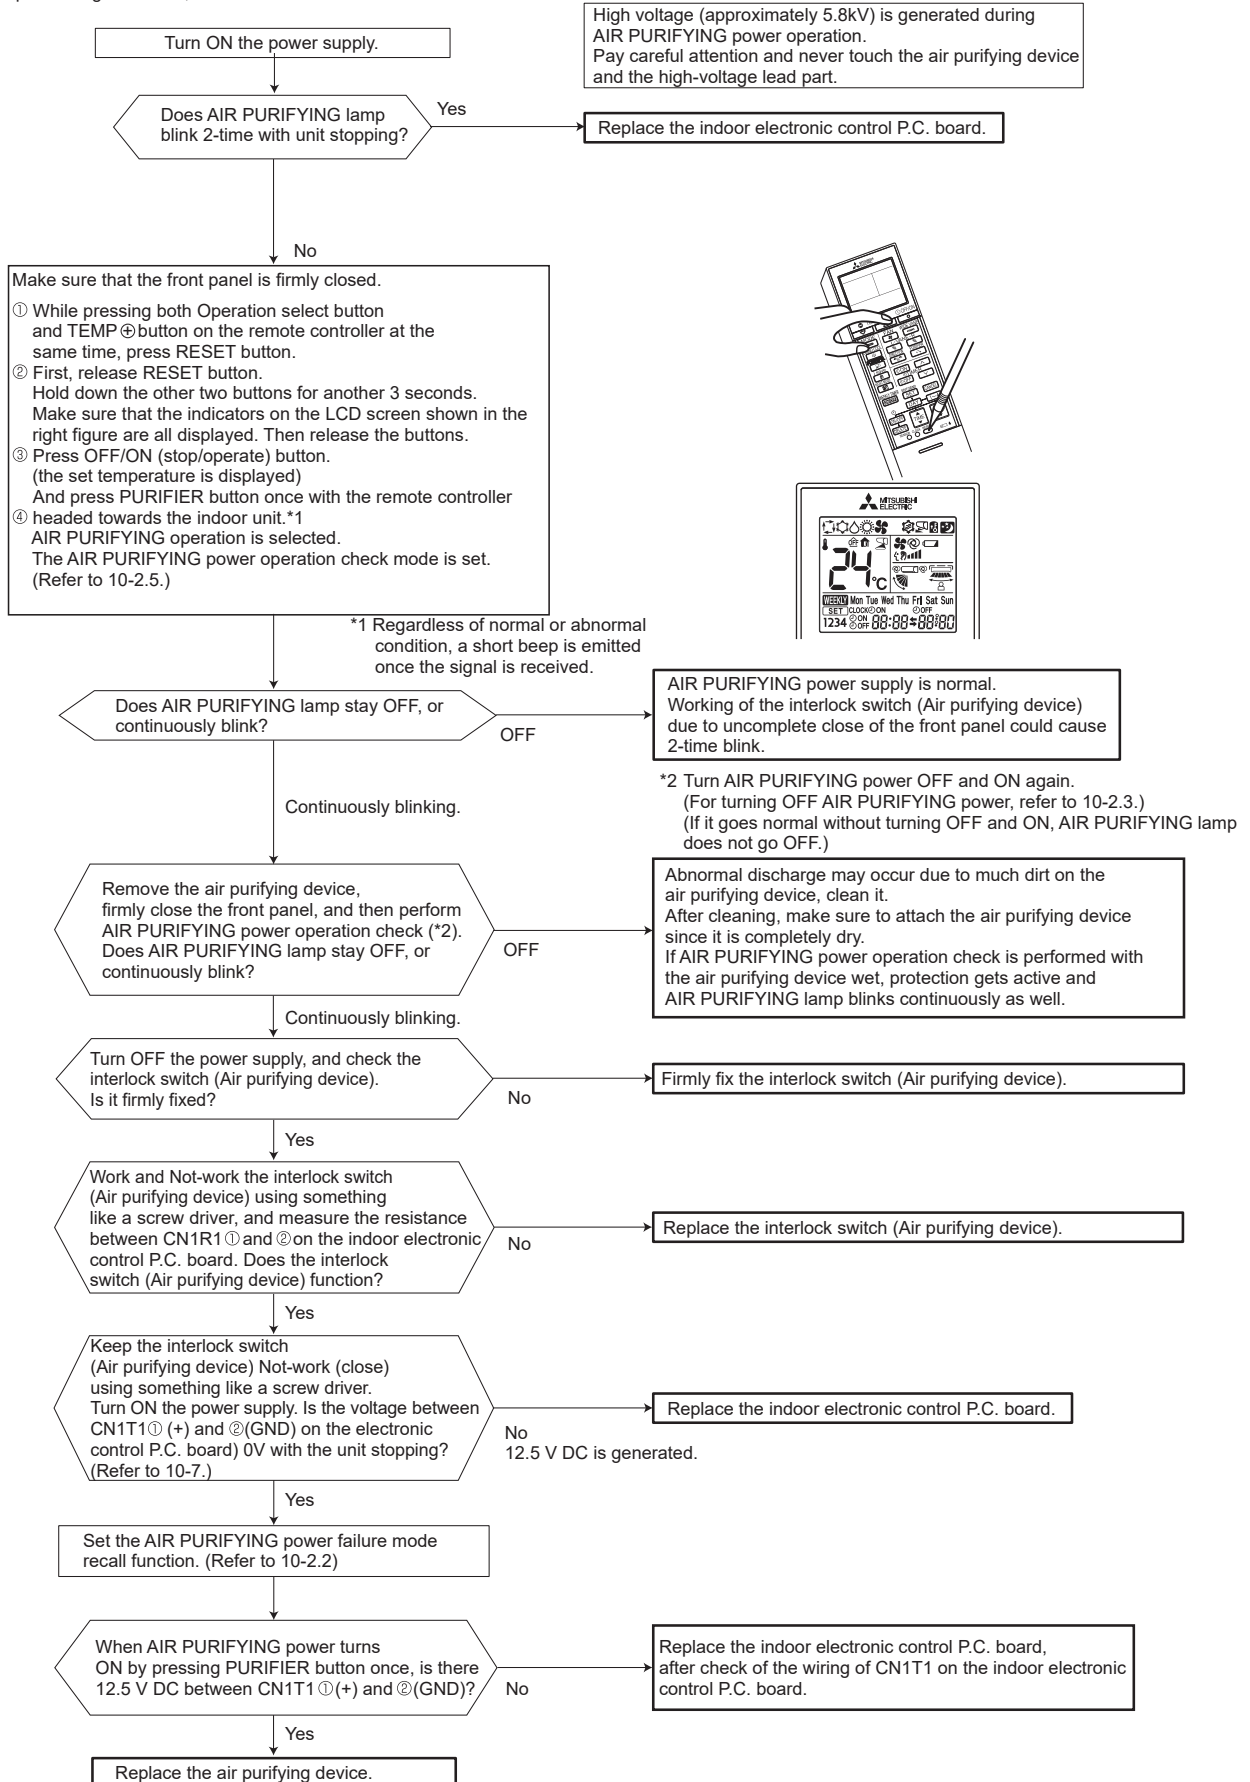 High voltage (approximately 5.8kV) is generated during
AIR PURIFYING power operation.
Pay careful attention and never touch the air purifying device
and the high-voltage lead part.
Turn ON the power supply.
Does AIR PURIFYING lamp
blink 2-time with unit stopping?
Yes
Replace the indoor electronic control P.C. board.
No
Make sure that the front panel is firmly closed.
① While pressing both Operation select button
and TEMP ⊕ button on the remote controller at the
same time, press RESET button.
② First, release RESET button.
Hold down the other two buttons for another 3 seconds.
Make sure that the indicators on the LCD screen shown in the
right figure are all displayed. Then release the buttons.
③ Press OFF/ON (stop/operate) button.
(the set temperature is displayed)
And press PURIFIER button once with the remote controller
④ headed towards the indoor unit.*1
AIR PURIFYING operation is selected.
The AIR PURIFYING power operation check mode is set.
(Refer to 10-2.5.)
MITSUBISHI
ELECTRIC
24°C
WEEKLY Mon Tue Wed Thu Fri Sat Sun
SET CLOCK ON OFF
1234 ON OFF 88:88 88:80
*1 Regardless of normal or abnormal
condition, a short beep is emitted
once the signal is received.
Does AIR PURIFYING lamp stay OFF, or
continuously blink?
OFF
AIR PURIFYING power supply is normal.
Working of the interlock switch (Air purifying device)
due to uncomplete close of the front panel could cause
2-time blink.
*2 Turn AIR PURIFYING power OFF and ON again.
(For turning OFF AIR PURIFYING power, refer to 10-2.3.)
(If it goes normal without turning OFF and ON, AIR PURIFYING lamp
does not go OFF.)
Continuously blinking.
Remove the air purifying device,
firmly close the front panel, and then perform
AIR PURIFYING power operation check (*2).
Does AIR PURIFYING lamp stay OFF, or
continuously blink?
OFF
Abnormal discharge may occur due to much dirt on the
air purifying device, clean it.
After cleaning, make sure to attach the air purifying device
since it is completely dry.
If AIR PURIFYING power operation check is performed with
the air purifying device wet, protection gets active and
AIR PURIFYING lamp blinks continuously as well.
Continuously blinking.
Turn OFF the power supply, and check the
interlock switch (Air purifying device).
Is it firmly fixed?
No
Firmly fix the interlock switch (Air purifying device).
Yes
Work and Not-work the interlock switch
(Air purifying device) using something
like a screw driver, and measure the resistance
between CN1R1 ① and ② on the indoor electronic
control P.C. board. Does the interlock
switch (Air purifying device) function?
No
Replace the interlock switch (Air purifying device).
Yes
Keep the interlock switch
(Air purifying device) Not-work (close)
using something like a screw driver.
Turn ON the power supply. Is the voltage between
CN1T1① (+) and ②(GND) on the electronic
control P.C. board) 0V with the unit stopping?
(Refer to 10-7.)
No
12.5 V DC is generated.
Replace the indoor electronic control P.C. board.
Yes
Set the AIR PURIFYING power failure mode
recall function. (Refer to 10-2.2)
When AIR PURIFYING power turns
ON by pressing PURIFIER button once, is there
12.5 V DC between CN1T1 ①(+) and ②(GND)?
No
Replace the indoor electronic control P.C. board,
after check of the wiring of CN1T1 on the indoor electronic
control P.C. board.
Yes
Replace the air purifying device.